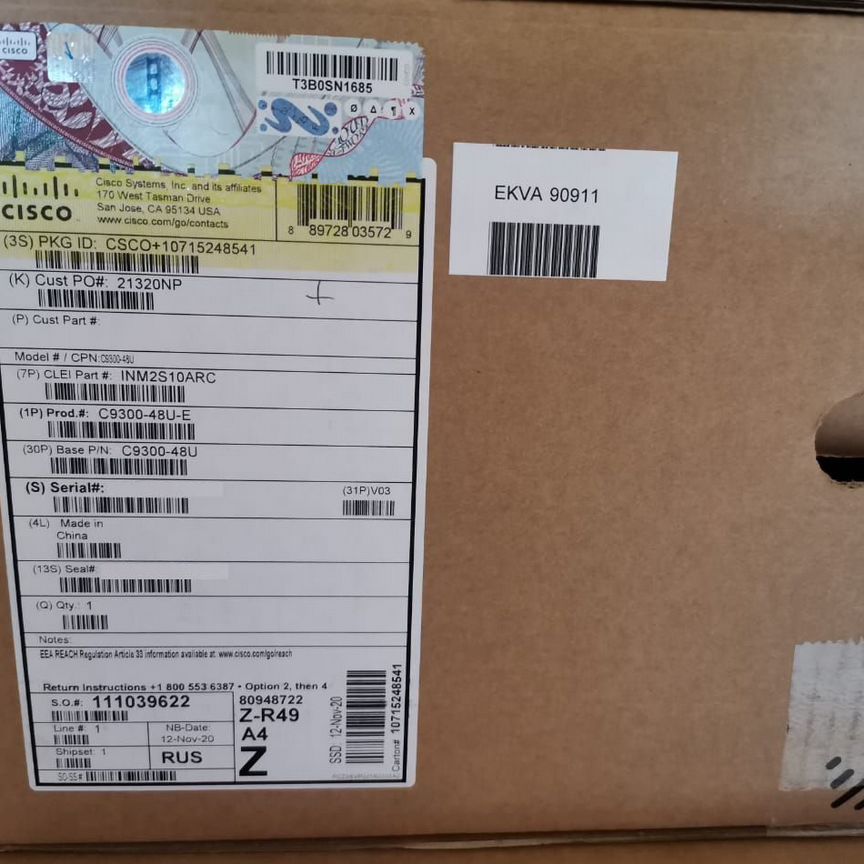 CISCO
T3B0SN1685
Ø Δ ¶ X
CISCO
Cisco Systems, Inc. and its affiliates
170 West Tasman Drive
San Jose, CA 95134 USA
www.cisco.com/go/contacts
8 89728 03572 9
(3S) PKG ID: CSCO+10715248541
(K) Cust PO#: 21320NP
(P) Cust Part #:
Model # / CPN: C9300-48U
(7P) CLEI Part #: INM2S10ARC
(1P) Prod.#: C9300-48U-E
(30P) Base P/N: C9300-48U
(S) Serial#:
(31P)V03
(4L) Made in
China
(13S) Seal#
(Q) Qty.: 1
Notes:
EEA REACH Regulation Article 33 information available at: www.cisco.com/go/reach
Return Instructions +1 800 553 6387 - Option 2, then 4
S.O.#: 111039622
Line #: 1
NB-Date:
12-Nov-20
Shipset: 1
RUS
SO-SS#
80948722
Z-R49
A4
Z
SSD 12-Nov-20
Carton# 10715248541
EKVA 90911